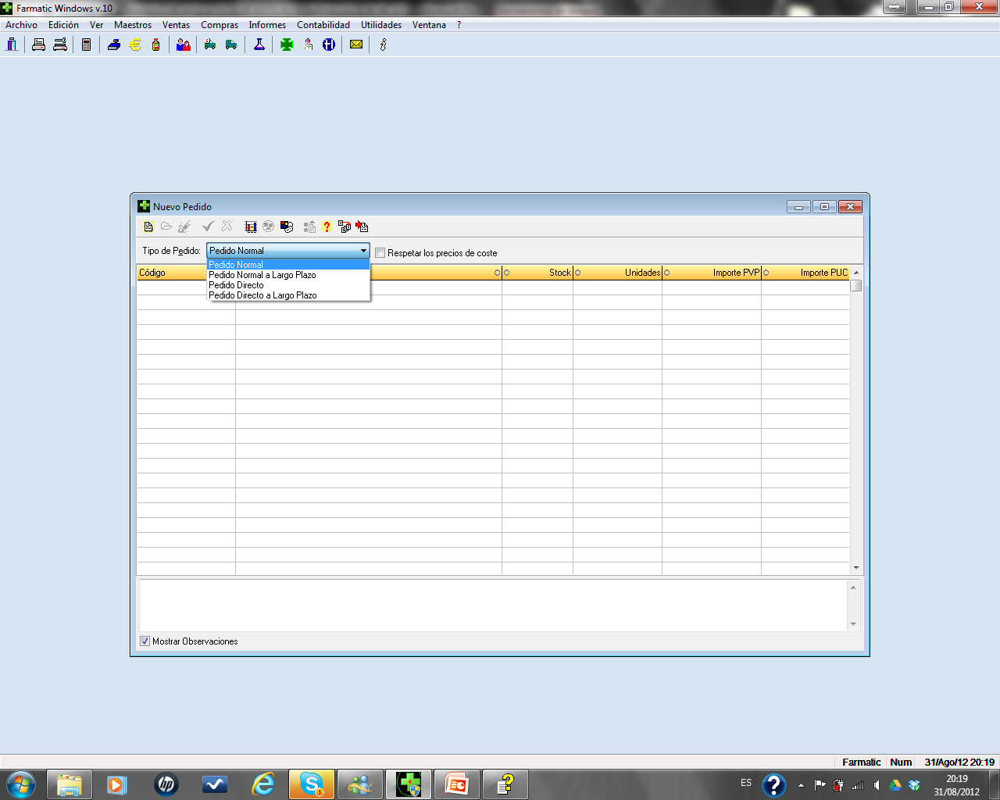 Farmatic Windows v.10
Archivo Edición Ver Maestros Ventas Compras Informes Contabilidad Utilidades Ventana ?
Nuevo Pedido
Tipo de Pedido: Pedido Normal Respetar los precios de coste
Pedido Normal
Pedido Normal a Largo Plazo
Pedido Directo
Pedido Directo a Largo Plazo
Código Stock Unidades Importe PVP Importe PUC
Mostrar Observaciones
Farmatic Num 31/Ago/12 20:19
ES 20:19
31/08/2012